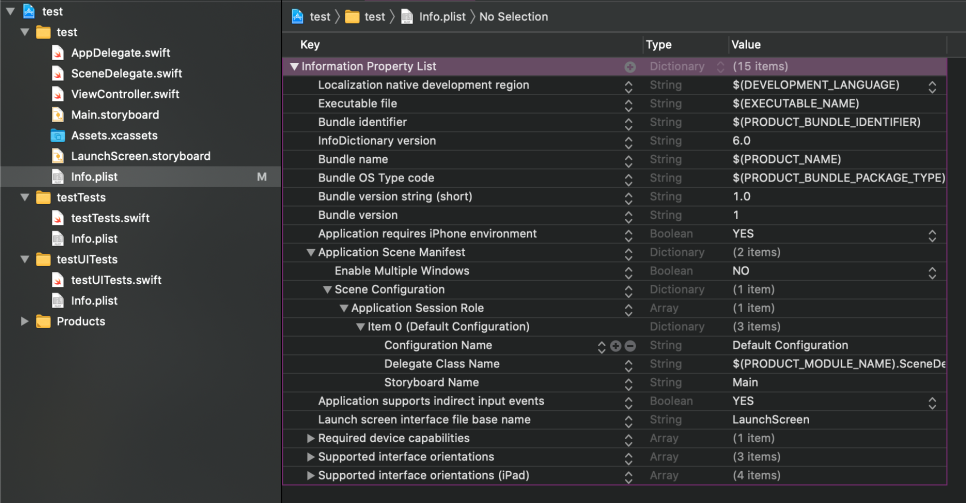 test
test
AppDelegate.swift
SceneDelegate.swift
ViewController.swift
Main.storyboard
Assets.xcassets
LaunchScreen.storyboard
Info.plist M
testTests
testTests.swift
Info.plist
testUITests
testUITests.swift
Info.plist
Products
test test Info.plist No Selection
Key Type Value
Information Property List Dictionary (15 items)
Localization native development region String $(DEVELOPMENT_LANGUAGE)
Executable file String $(EXECUTABLE_NAME)
Bundle identifier String $(PRODUCT_BUNDLE_IDENTIFIER)
InfoDictionary version String 6.0
Bundle name String $(PRODUCT_NAME)
Bundle OS Type code String $(PRODUCT_BUNDLE_PACKAGE_TYPE)
Bundle version string (short) String 1.0
Bundle version String 1
Application requires iPhone environment Boolean YES
Application Scene Manifest Dictionary (2 items)
Enable Multiple Windows Boolean NO
Scene Configuration Dictionary (1 item)
Application Session Role Array (1 item)
Item 0 (Default Configuration) Dictionary (3 items)
Configuration Name String Default Configuration
Delegate Class Name String $(PRODUCT_MODULE_NAME).SceneDe
Storyboard Name String Main
Application supports indirect input events Boolean YES
Launch screen interface file base name String LaunchScreen
Required device capabilities Array (1 item)
Supported interface orientations Array (3 items)
Supported interface orientations (iPad) Array (4 items)